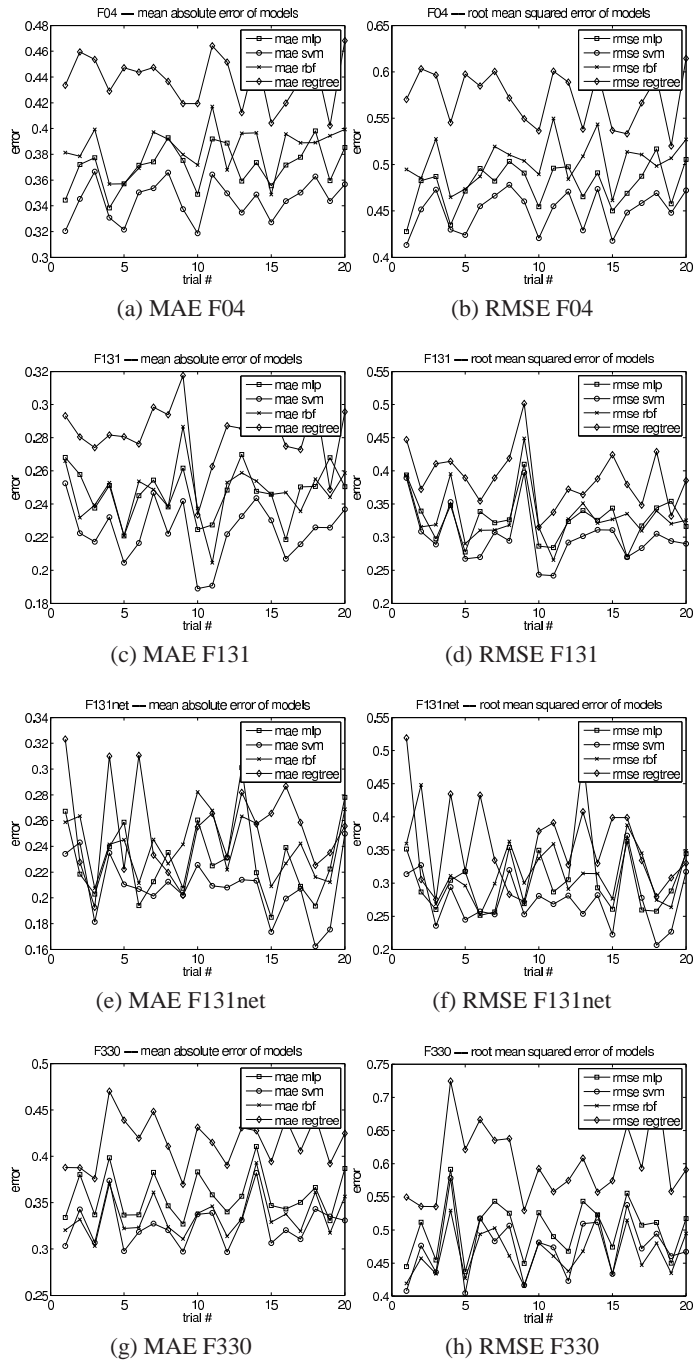 F04 — mean absolute error of models
0.48
0.46
0.44
0.42
0.4
0.38
0.36
0.34
0.32
0.3
error
0 5 10 15 20
trial #
mae mlp
mae svm
mae rbf
mae regtree
(a) MAE F04
F04 — root mean squared error of models
0.65
0.6
0.55
0.5
0.45
0.4
error
0 5 10 15 20
trial #
rmse mlp
rmse svm
rmse rbf
rmse regtree
(b) RMSE F04
F131 — mean absolute error of models
0.32
0.3
0.28
0.26
0.24
0.22
0.2
0.18
error
0 5 10 15 20
trial #
mae mlp
mae svm
mae rbf
mae regtree
(c) MAE F131
F131 — root mean squared error of models
0.55
0.5
0.45
0.4
0.35
0.3
0.25
0.2
error
0 5 10 15 20
trial #
rmse mlp
rmse svm
rmse rbf
rmse regtree
(d) RMSE F131
F131net — mean absolute error of models
0.34
0.32
0.3
0.28
0.26
0.24
0.22
0.2
0.18
0.16
error
0 5 10 15 20
trial #
mae mlp
mae svm
mae rbf
mae regtree
(e) MAE F131net
F131net — root mean squared error of models
0.55
0.5
0.45
0.4
0.35
0.3
0.25
0.2
error
0 5 10 15 20
trial #
rmse mlp
rmse svm
rmse rbf
rmse regtree
(f) RMSE F131net
F330 — mean absolute error of models
0.5
0.45
0.4
0.35
0.3
0.25
error
0 5 10 15 20
trial #
mae mlp
mae svm
mae rbf
mae regtree
(g) MAE F330
F330 — root mean squared error of models
0.75
0.7
0.65
0.6
0.55
0.5
0.45
0.4
error
0 5 10 15 20
trial #
rmse mlp
rmse svm
rmse rbf
rmse regtree
(h) RMSE F330